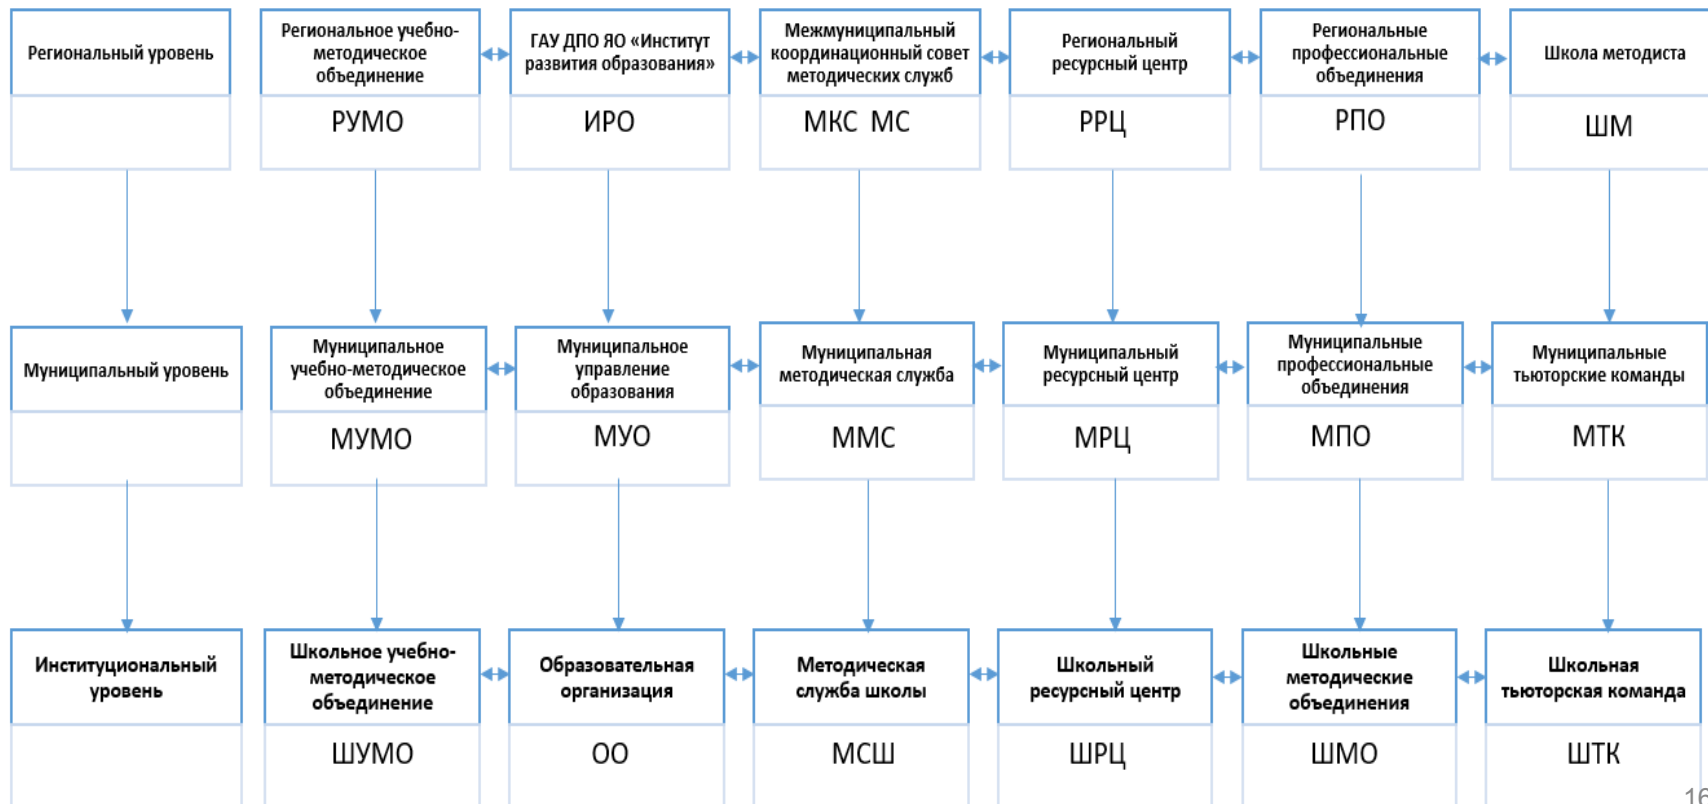 Региональный уровень
Региональное учебно-
методическое
объединение
ГАУ ДПО ЯО «Институт
развития образования»
Межмуниципальный
координационный совет
методических служб
Региональный
ресурсный центр
Региональные
профессиональные
объединения
Школа методиста
РУМО
ИРО
МКС МС
РРЦ
РПО
ШМ
Муниципальный уровень
Муниципальное
учебно-методическое
объединение
Муниципальное
управление
образования
Муниципальная
методическая служба
Муниципальный
ресурсный центр
Муниципальные
профессиональные
объединения
Муниципальные
тьюторские команды
МУМО
МУО
ММС
МРЦ
МПО
МТК
Институциональный
уровень
Школьное учебно-
методическое
объединение
Образовательная
организация
Методическая
служба школы
Школьный
ресурсный центр
Школьные
методические
объединения
Школьная
тьюторская команда
ШУМО
ОО
МСШ
ШРЦ
ШМО
ШТК
16